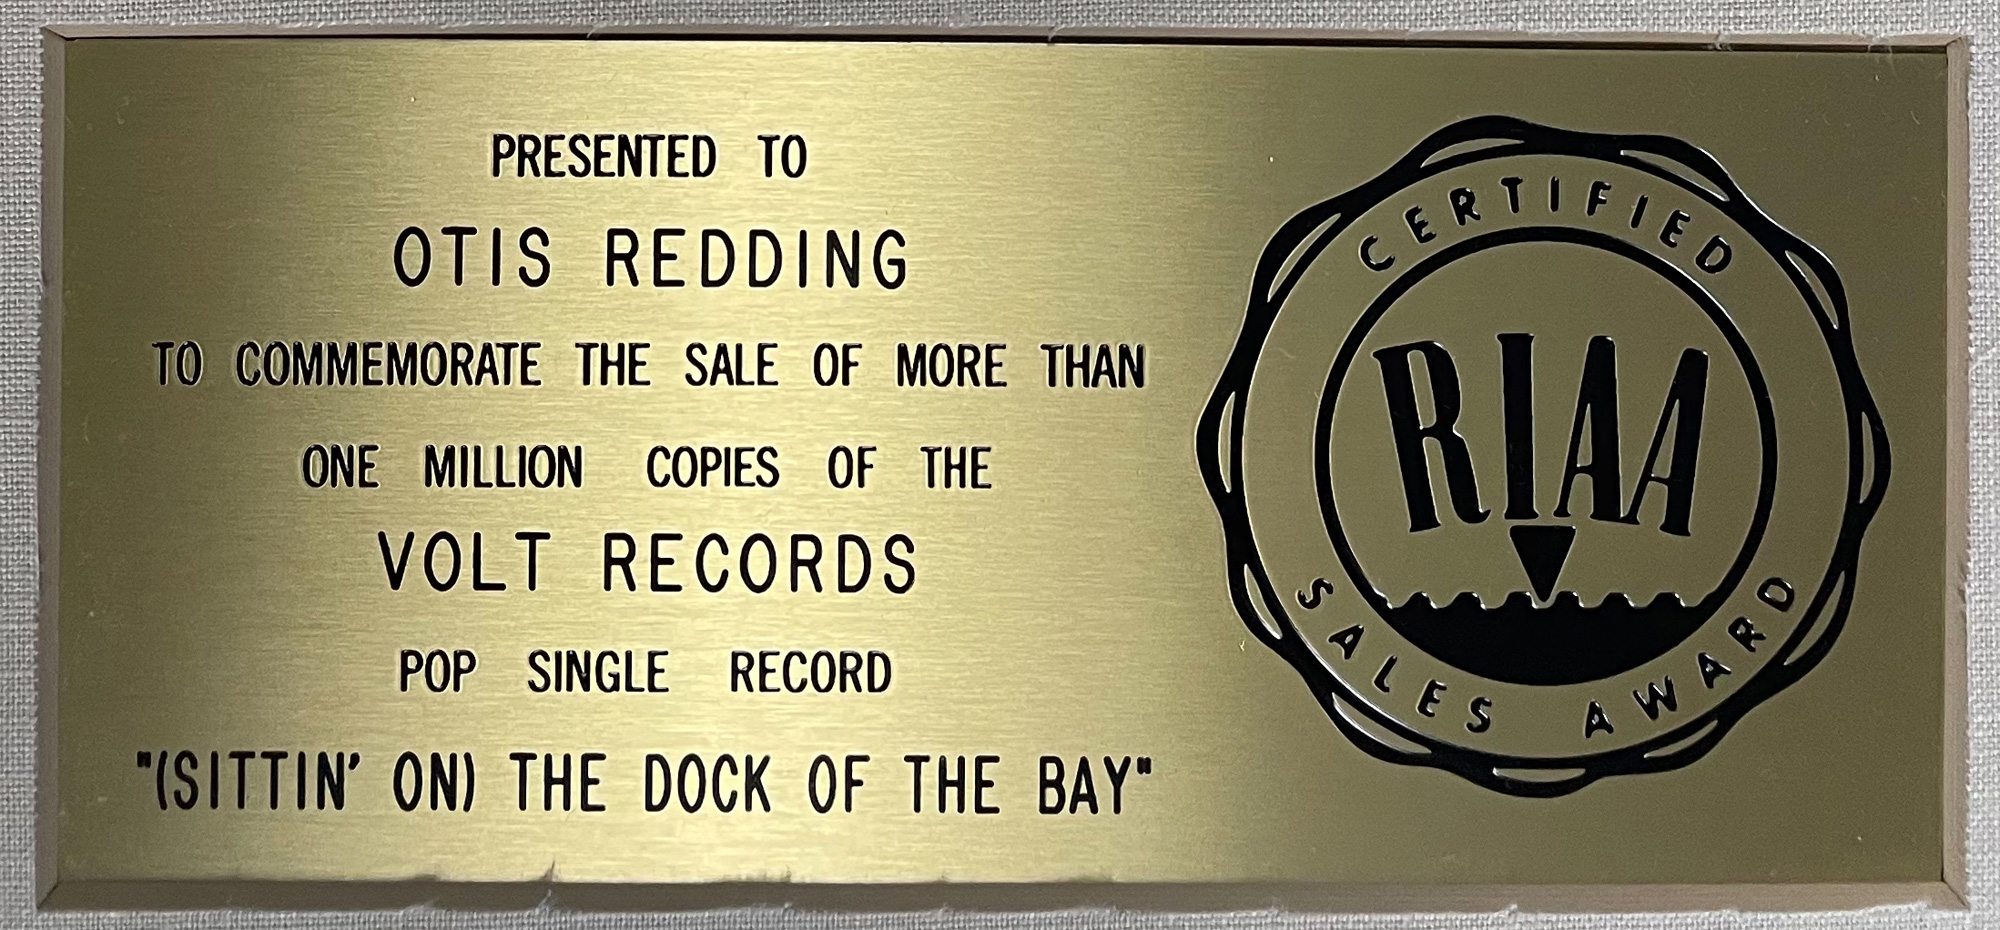 PRESENTED TO
OTIS REDDING
TO COMMEMORATE THE SALE OF MORE THAN
ONE MILLION COPIES OF THE
VOLT RECORDS
POP SINGLE RECORD
"(SITTIN' ON) THE DOCK OF THE BAY"
CERTIFIED
RIAA
SALES AWARD